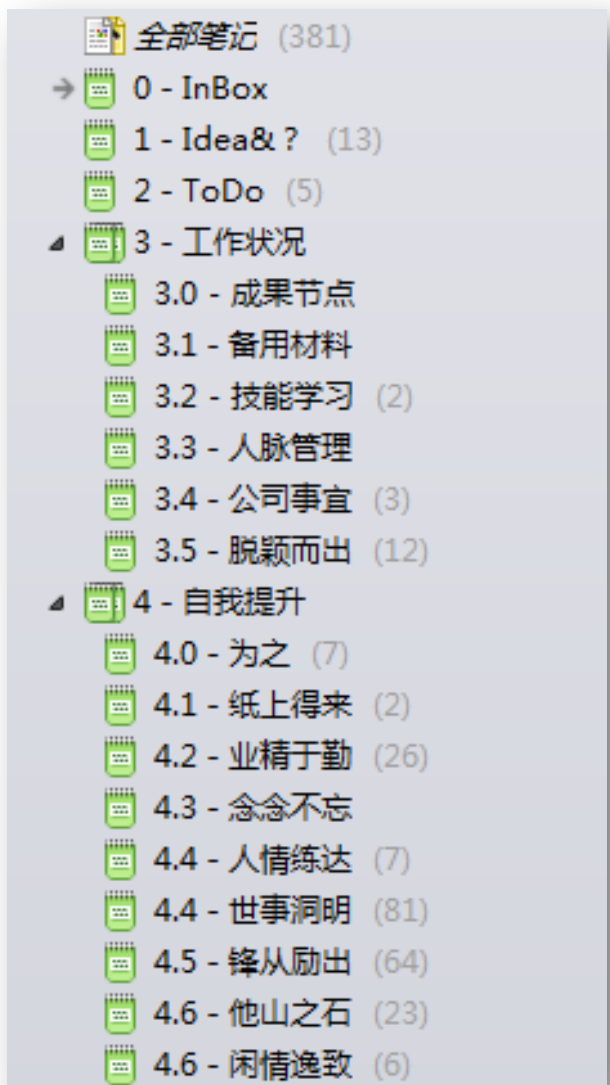 全部笔记 (381)
0 - InBox
1 - Idea& ? (13)
2 - ToDo (5)
3 - 工作状况
3.0 - 成果节点
3.1 - 备用材料
3.2 - 技能学习 (2)
3.3 - 人脉管理
3.4 - 公司事宜 (3)
3.5 - 脱颖而出 (12)
4 - 自我提升
4.0 - 为之 (7)
4.1 - 纸上得来 (2)
4.2 - 业精于勤 (26)
4.3 - 念念不忘
4.4 - 人情练达 (7)
4.4 - 世事洞明 (81)
4.5 - 锋从励出 (64)
4.6 - 他山之石 (23)
4.6 - 闲情逸致 (6)